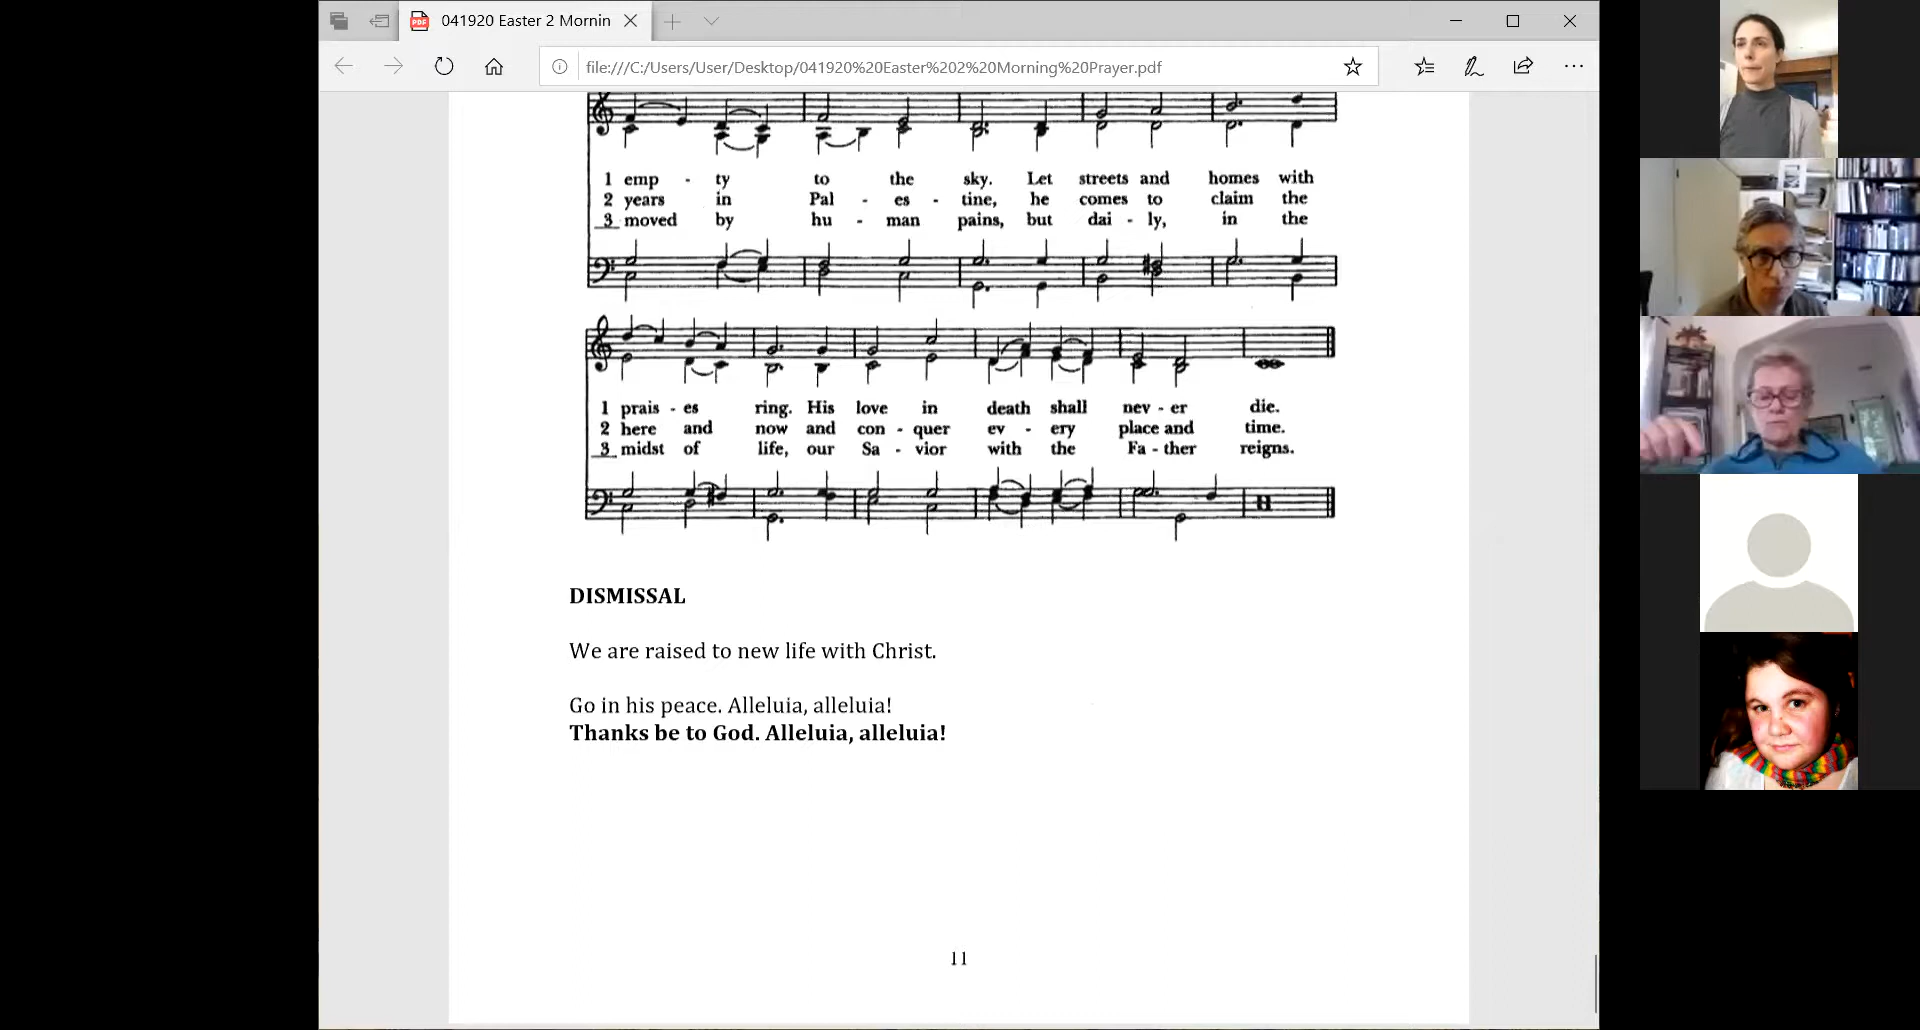 041920 Easter 2 Mornin
file:///C:/Users/User/Desktop/041920%20Easter%202%20Morning%20Prayer.pdf
1 emp - ty to the sky. Let streets and homes with
2 years in Pal - es - tine, he comes to claim the
3 moved by hu - man pains, but dai - ly, in the
1 prais - es ring. His love in death shall nev - er die.
2 here and now and con - quer ev - ery place and time.
3 midst of life, our Sa - vior with the Fa - ther reigns.
DISMISSAL
We are raised to new life with Christ.
Go in his peace. Alleluia, alleluia!
Thanks be to God. Alleluia, alleluia!
11